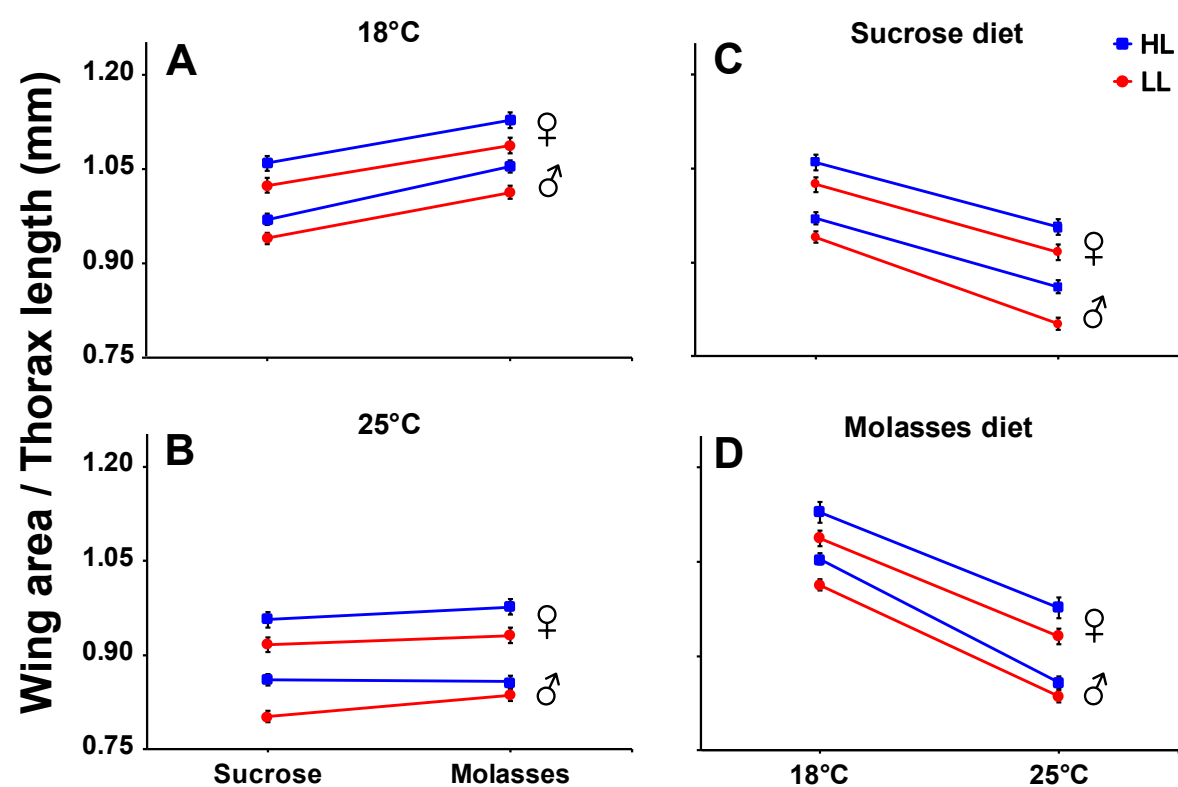 Wing area / Thorax length (mm)
18°C
A
1.20
1.05
0.90
0.75
♀
♂
Sucrose diet
C
HL
LL
♀
♂
25°C
B
1.20
1.05
0.90
0.75
♀
♂
Sucrose
Molasses
Molasses diet
D
♀
♂
18°C
25°C